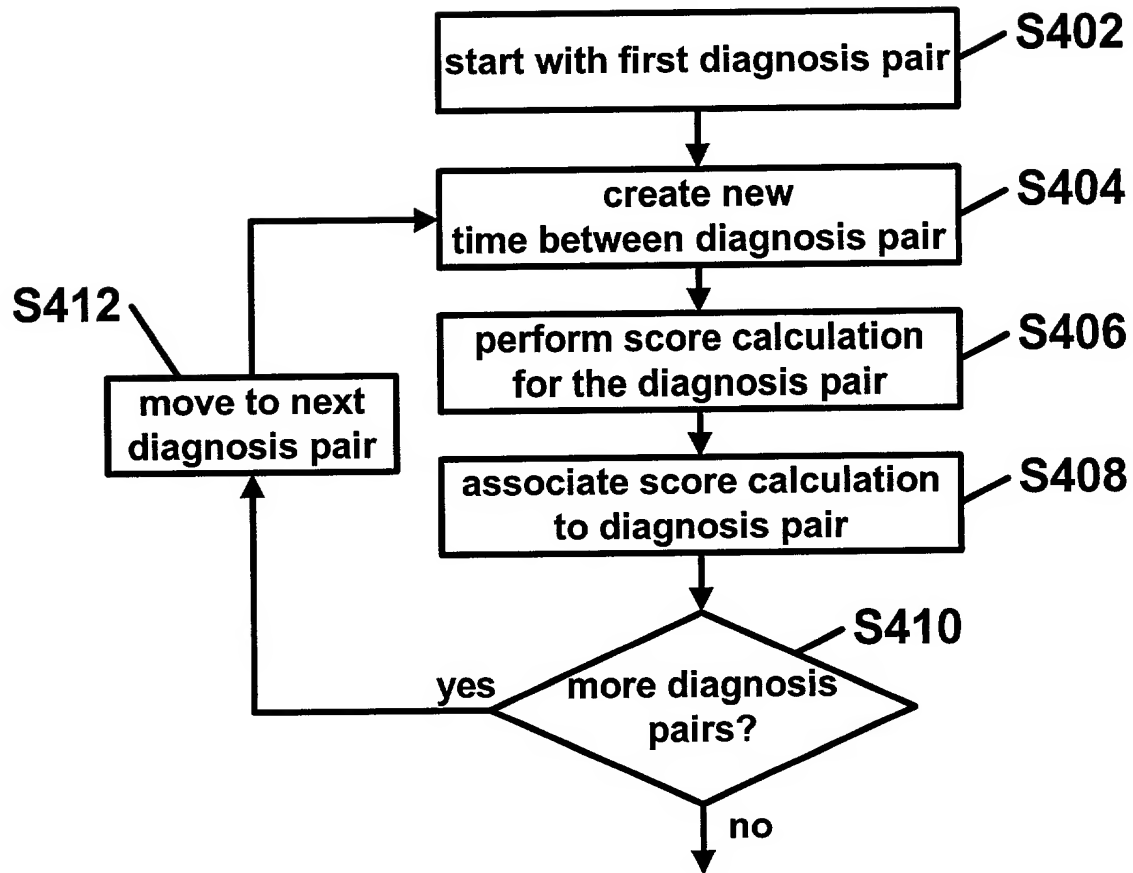 start with first diagnosis pair
S402
create new
time between diagnosis pair
S404
S412
perform score calculation
for the diagnosis pair
S406
move to next
diagnosis pair
associate score calculation
to diagnosis pair
S408
S410
yes
more diagnosis
pairs?
no